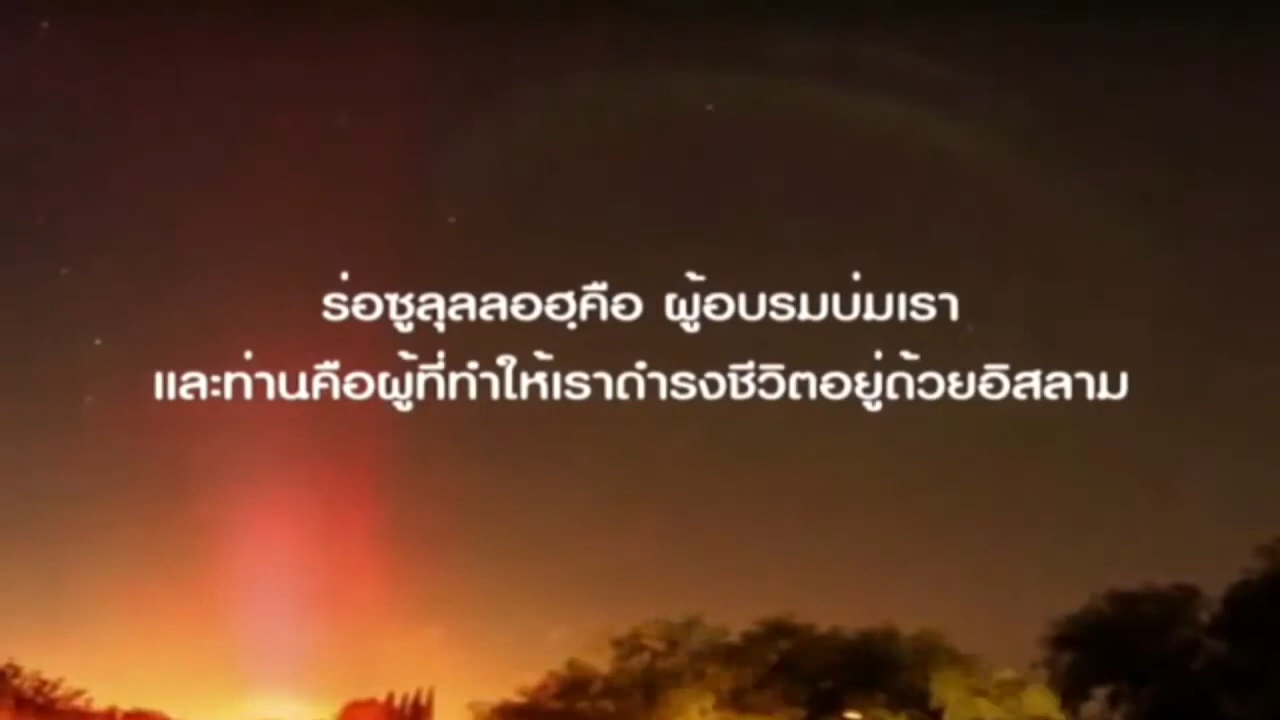 ร่อซูลุลลอฮฺคือ ผู้อบรมบ่มเรา
และท่านคือผู้ที่ทำให้เราดำรงชีวิตอยู่ด้วยอิสลาม